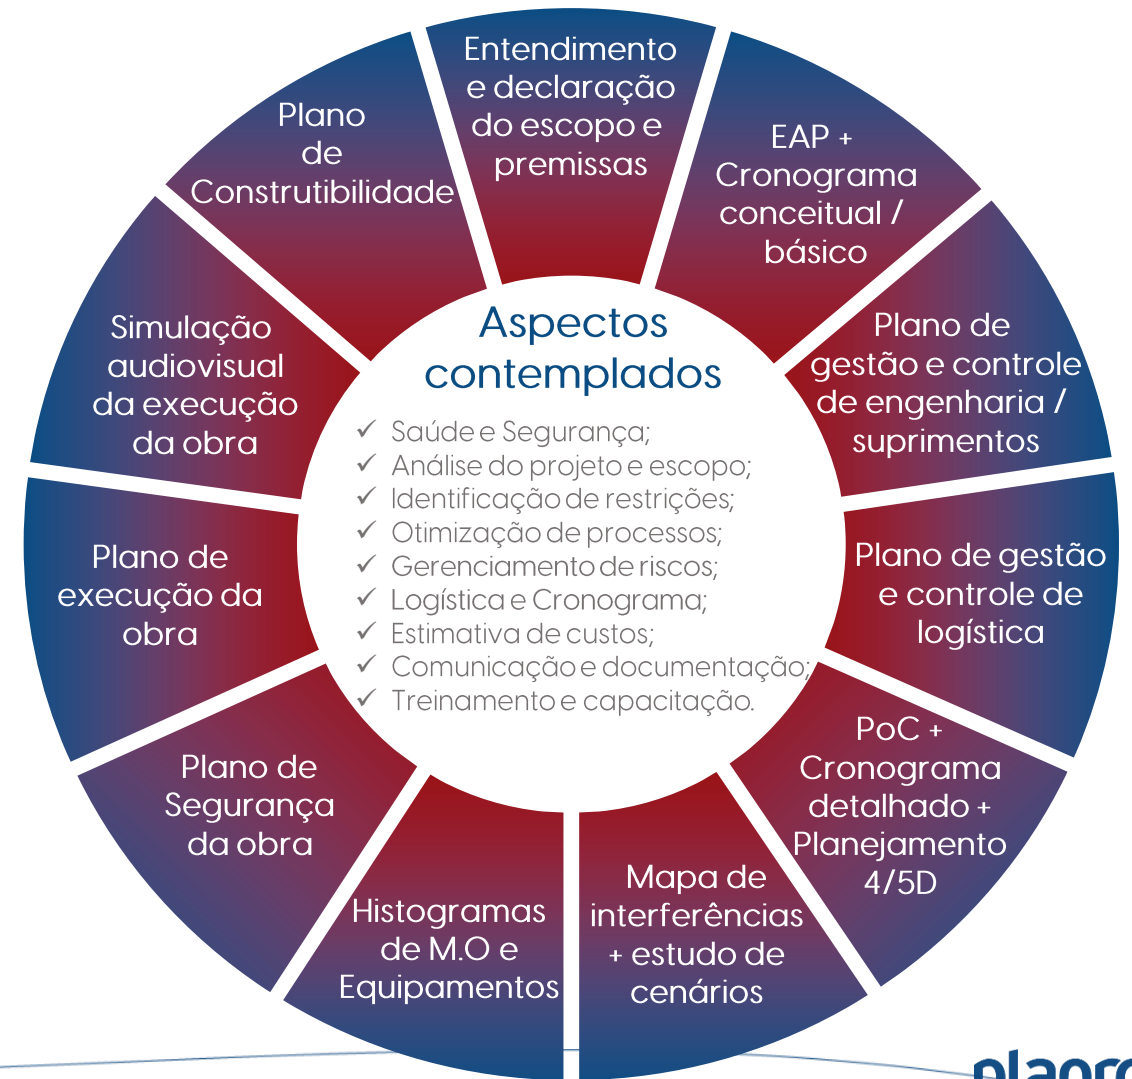 Entendimento
e declaração
do escopo e
premissas
EAP +
Cronograma
conceitual /
básico
Plano de
gestão e controle
de engenharia /
suprimentos
Plano de gestão
e controle de
logística
PoC +
Cronograma
detalhado +
Planejamento
4/5D
Mapa de
interferências
+ estudo de
cenários
Histogramas
de M.O e
Equipamentos
Plano de
Segurança
da obra
Plano de
execução da
obra
Simulação
audiovisual
da execução
da obra
Plano
de
Construtibilidade
Aspectos
contemplados
✓ Saúde e Segurança;
✓ Análise do projeto e escopo;
✓ Identificação de restrições;
✓ Otimização de processos;
✓ Gerenciamento de riscos;
✓ Logística e Cronograma;
✓ Estimativa de custos;
✓ Comunicação e documentação;
✓ Treinamento e capacitação.